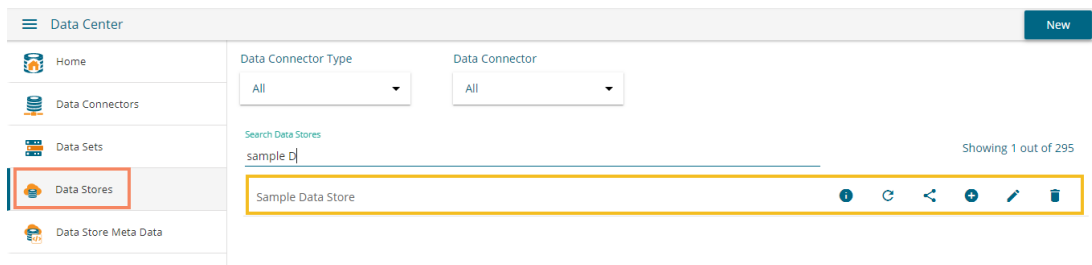 Data Center
New
Home
Data Connectors
Data Sets
Data Stores
Data Store Meta Data
Data Connector Type
Data Connector
All
All
Search Data Stores
sample D
Showing 1 out of 295
Sample Data Store